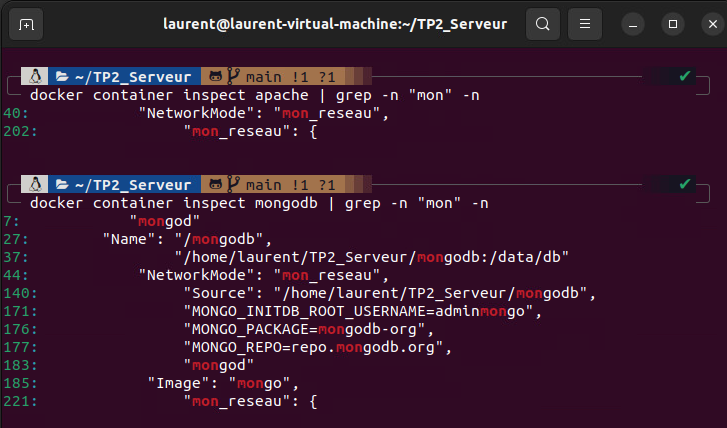 laurent@laurent-virtual-machine:~/TP2_Serveur
~/TP2_Serveur main !1 ?1 ✔
docker container inspect apache | grep -n "mon" -n
40:            "NetworkMode": "mon_reseau",
202:                "mon_reseau": {
~/TP2_Serveur main !1 ?1 ✔
docker container inspect mongodb | grep -n "mon" -n
7:            "mongod"
27:        "Name": "/mongodb",
37:                "/home/laurent/TP2_Serveur/mongodb:/data/db"
44:            "NetworkMode": "mon_reseau",
140:                "Source": "/home/laurent/TP2_Serveur/mongodb",
171:                "MONGO_INITDB_ROOT_USERNAME=adminmongo",
176:                "MONGO_PACKAGE=mongodb-org",
177:                "MONGO_REPO=repo.mongodb.org",
183:                "mongod"
185:            "Image": "mongo",
221:                "mon_reseau": {